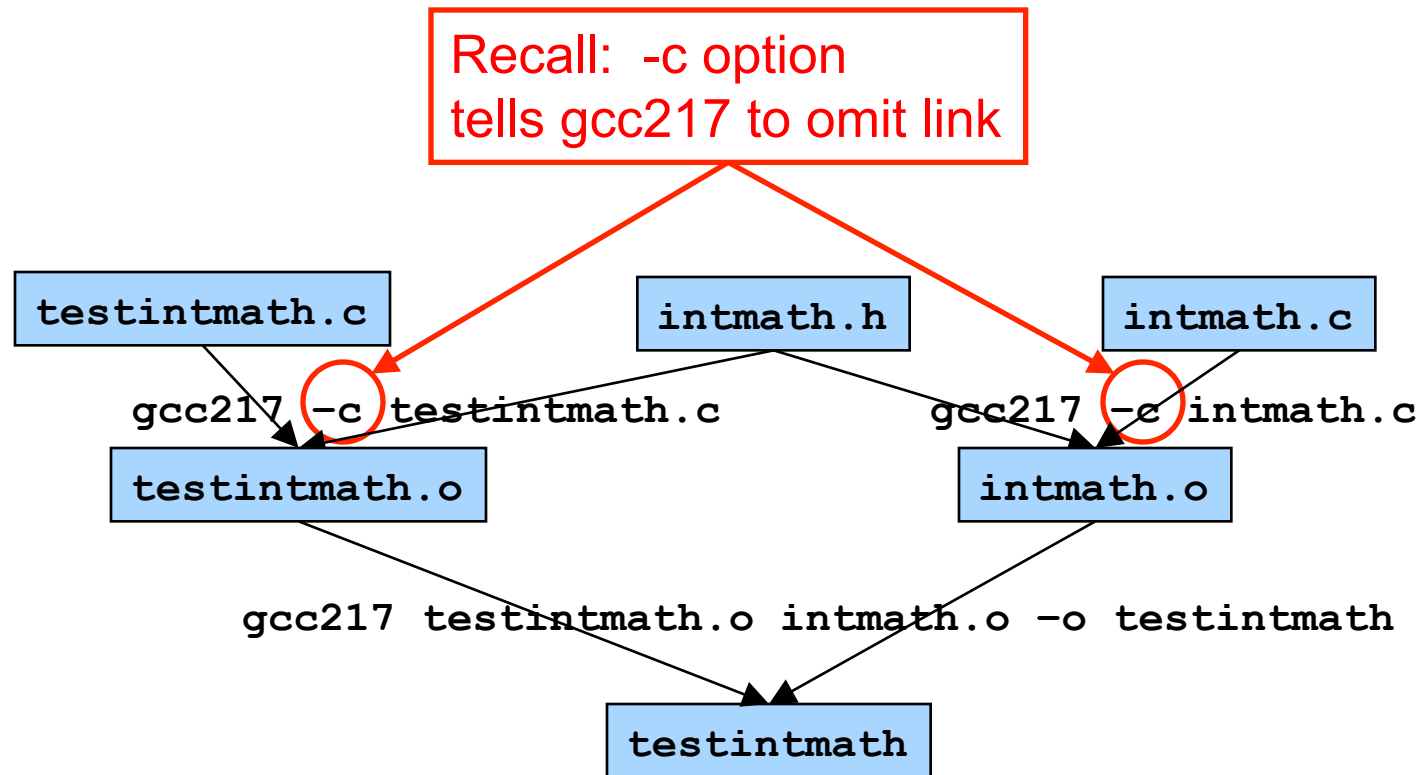 Recall:  -c option
tells gcc217 to omit link
testintmath.c
intmath.h
intmath.c
gcc217 –c testintmath.c
gcc217 –c intmath.c
testintmath.o
intmath.o
gcc217 testintmath.o intmath.o –o testintmath
testintmath